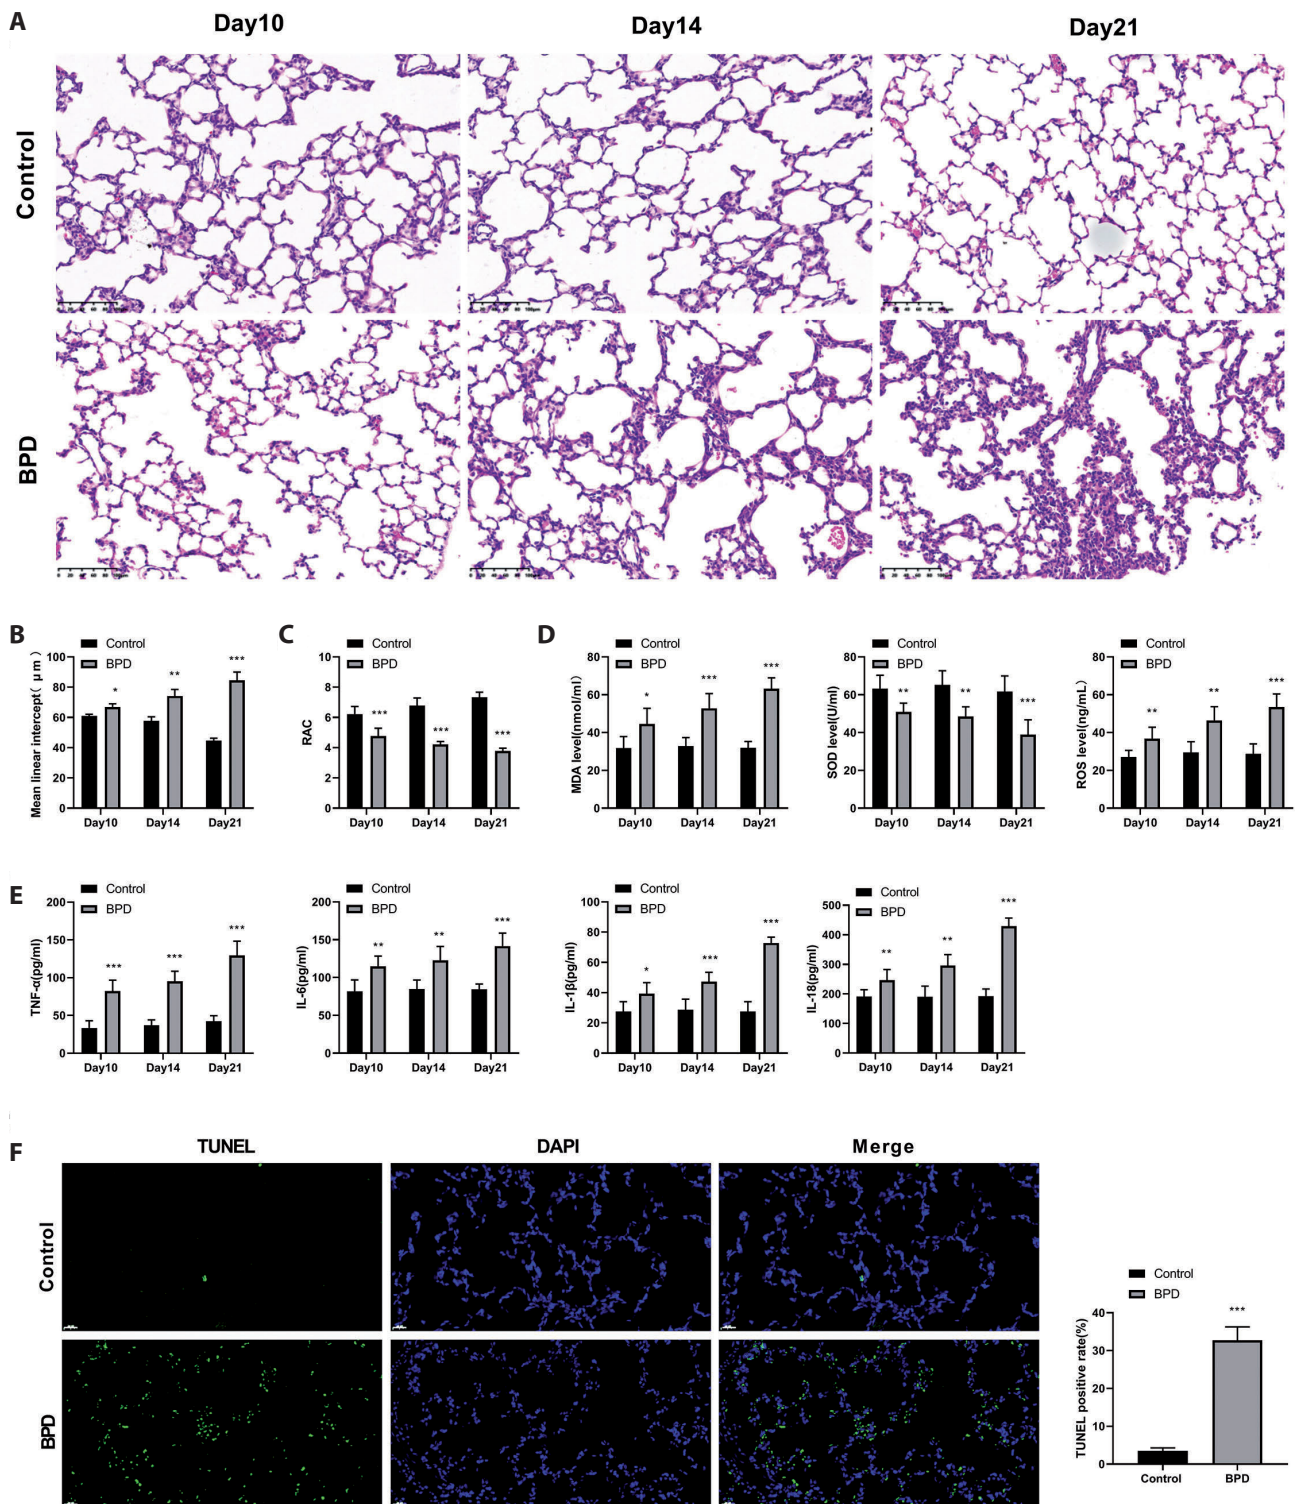 A
Day10 Day14 Day21
Control
BPD
B
Control
BPD
Mean linear intercept( μm)
100
80
60
40
20
0
* ** ***
Day10 Day14 Day21
C
Control
BPD
RAC
10
8
6
4
2
0
*** *** ***
Day10 Day14 Day21
D
Control
BPD
MDA level(nmol/ml)
80
60
40
20
0
* *** ***
Day10 Day14 Day21
Control
BPD
SOD level(U/ml)
80
60
40
20
0
** ** ***
Day10 Day14 Day21
Control
BPD
ROS level(ng/mL)
80
60
40
20
0
** ** ***
Day10 Day14 Day21
E
Control
BPD
TNF-α(pg/ml)
200
150
100
50
0
*** *** ***
Day10 Day14 Day21
Control
BPD
IL-6(pg/ml)
200
150
100
50
0
** ** ***
Day10 Day14 Day21
Control
BPD
IL-1β(pg/ml)
100
80
60
40
20
0
* *** ***
Day10 Day14 Day21
Control
BPD
IL-18(pg/ml)
500
400
300
200
100
0
** ** ***
Day10 Day14 Day21
F
TUNEL DAPI Merge
Control
BPD
Control
BPD
TUNEL positive rate(%)
40
30
20
10
0
***
Control BPD